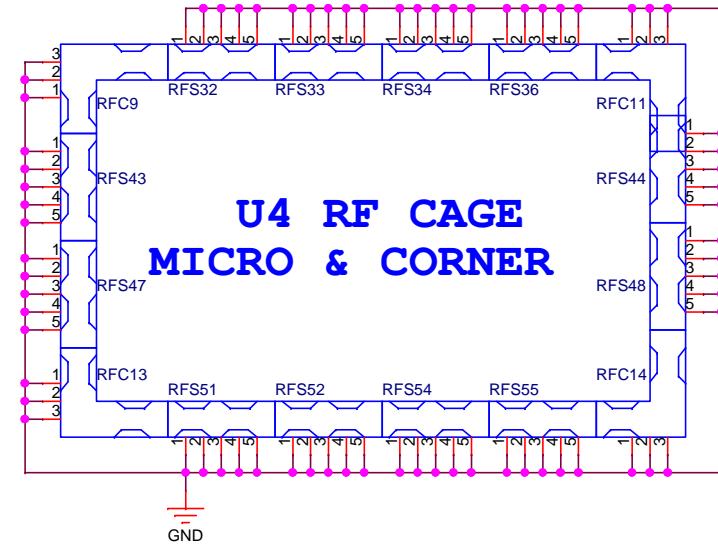 1 2 3 4 5 1 2 3 4 5 1 2 3 4 5 1 2 3 4 5 1 2 3
3
2
1
RFC9 RFS32 RFS33 RFS34 RFS36 RFC11
1
2
3
4
5
RFS43
1
2
3
4
5
RFS44
U4 RF CAGE
MICRO & CORNER
1
2
3
4
5
RFS47
1
2
3
4
5
RFS48
1
2
3
RFC13 RFS51 RFS52 RFS54 RFS55 RFC14
1 2 3 4 5 1 2 3 4 5 1 2 3 4 5 1 2 3 4 5 1 2 3
GND